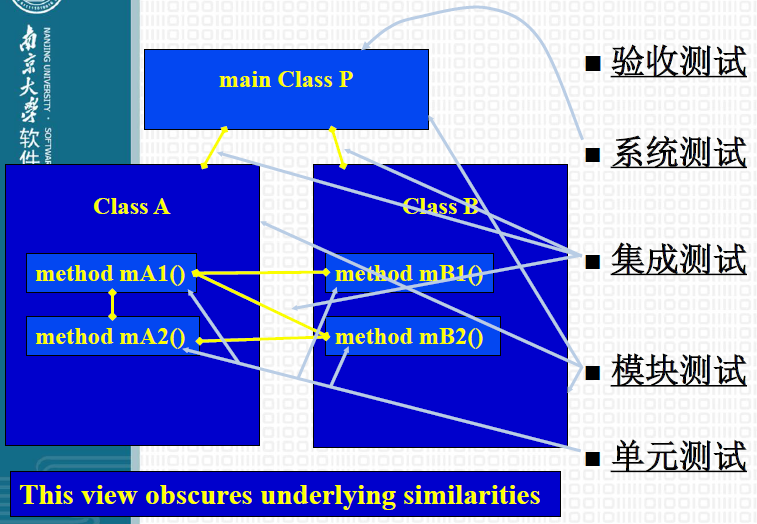 南京大学
软件
NANJING UNIVERSITY · SOFTWAR
main Class P
Class A
method mA1()
method mA2()
Class B
method mB1()
method mB2()
■ 验收测试
■ 系统测试
■ 集成测试
■ 模块测试
■ 单元测试
This view obscures underlying similarities